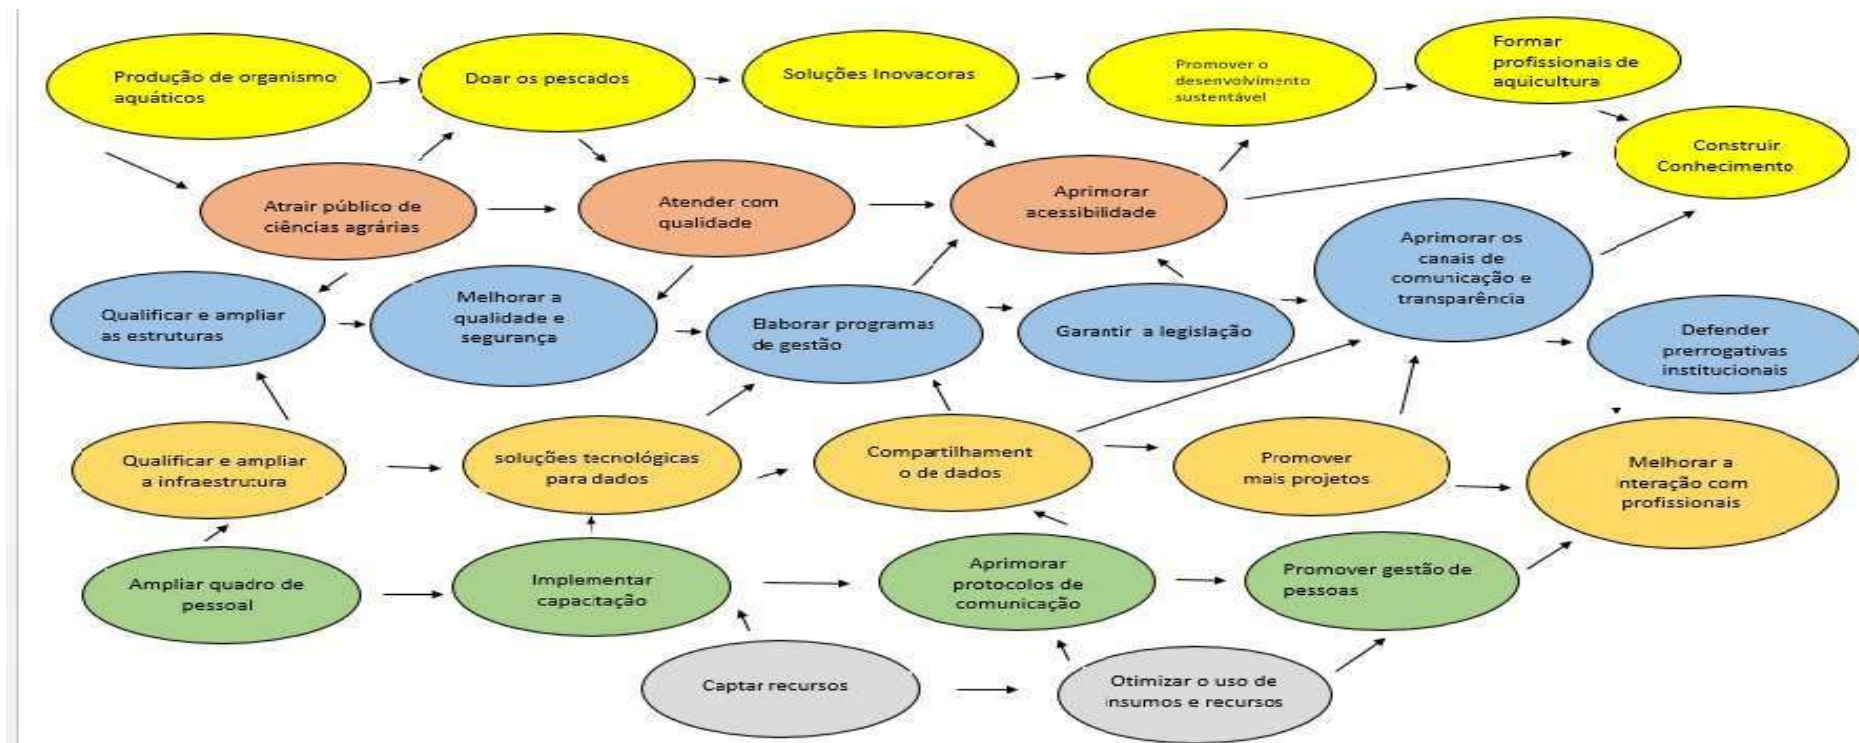 Produção de organismo
aquáticos
Doar os pescados
Soluções Inovacoras
Promover o
desenvolvimento
sustentável
Formar
profissionais de
aquicultura
Construir
Conhecimento
Atrair público de
ciências agrárias
Atender com
qualidade
Aprimorar
acessibilidade
Aprimorar os
canais de
comunicação e
transparência
Qualificar e ampliar
as estruturas
Melhorar a
qualidade e
segurança
Elaborar programas
de gestão
Garantir a legislação
Defender
prerrogativas
institucionais
Qualificar e ampliar
a infraestrutura
soluções tecnológicas
para dados
Compartilhament
o de dados
Promover
mais projetos
Melhorar a
interação com
profissionais
Ampliar quadro de
pessoal
Implementar
capacitação
Aprimorar
protocolos de
comunicação
Promover gestão de
pessoas
Captar recursos
Otimizar o uso de
insumos e recursos